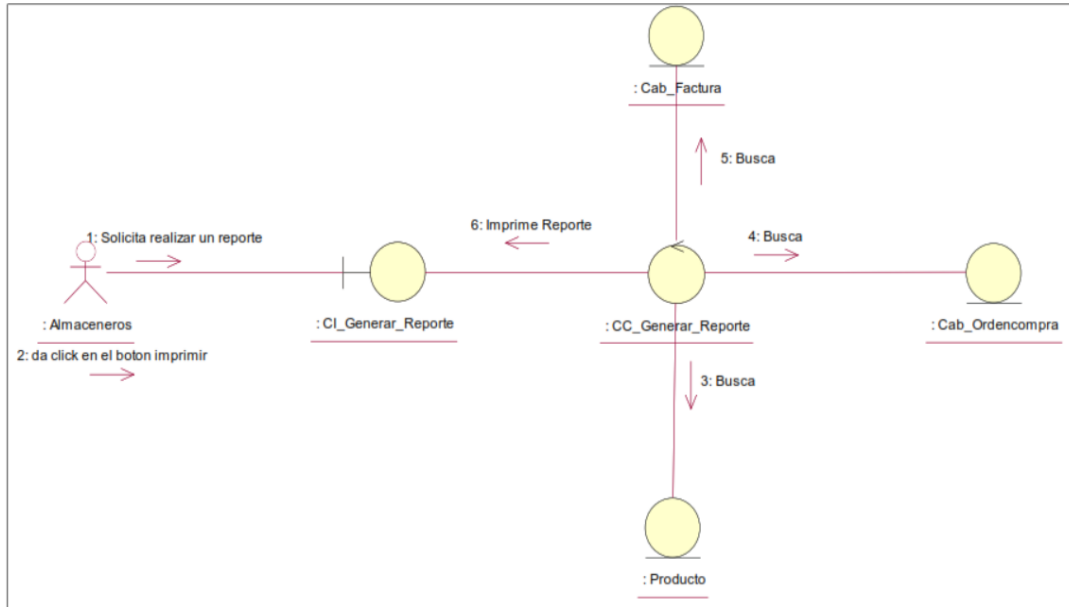 : Cab_Factura
5: Busca
6: Imprime Reporte
1: Solicita realizar un reporte
4: Busca
: Almaceneros
: CI_Generar_Reporte
: CC_Generar_Reporte
: Cab_Ordencompra
2: da click en el boton imprimir
3: Busca
: Producto